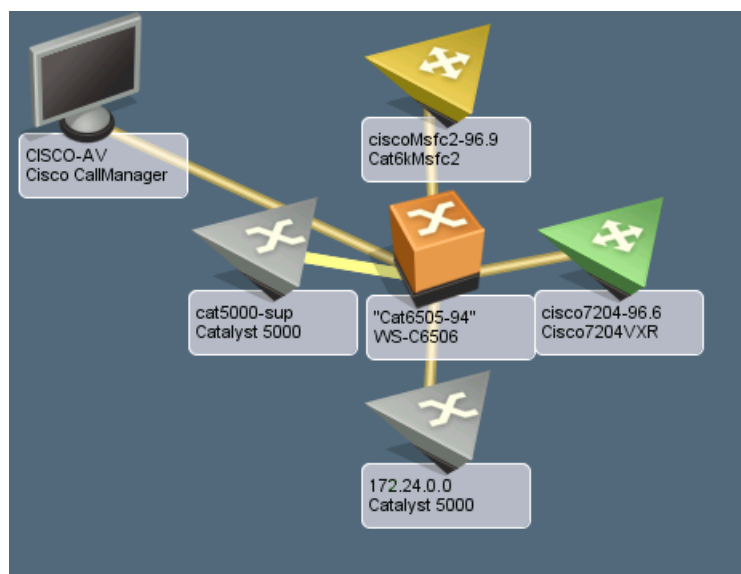 ciscoMsfc2-96.9
Cat6kMsfc2
CISCO-AV
Cisco CallManager
cat5000-sup
Catalyst 5000
"Cat6505-94"
WS-C6506
cisco7204-96.6
Cisco7204VXR
172.24.0.0
Catalyst 5000